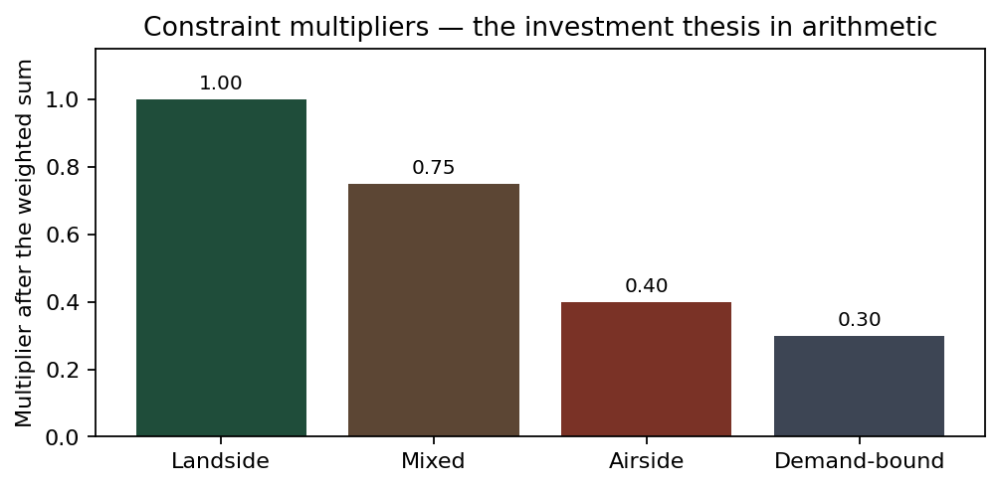 Constraint multipliers — the investment thesis in arithmetic
Multiplier after the weighted sum
1.0
0.8
0.6
0.4
0.2
0.0
1.00
0.75
0.40
0.30
Landside
Mixed
Airside
Demand-bound